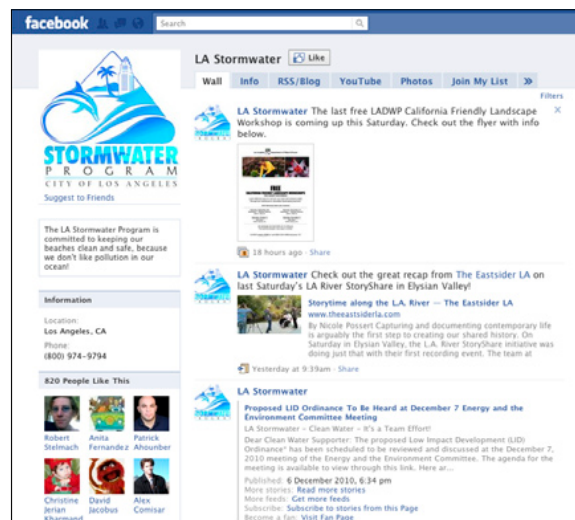 facebook
Search
LA Stormwater
Like
Wall
Info
RSS/Blog
YouTube
Photos
Join My List
»
Filters
STORMWATER
PROGRAM
CITY OF LOS ANGELES
Suggest to Friends
The LA Stormwater Program is
committed to keeping our
beaches clean and safe, because
we don't like pollution in our
ocean!
Information
Location:
Los Angeles, CA
Phone:
(800) 974-9794
820 People Like This
Robert
Stelmach
Anita
Fernandez
Patrick
Ahounber
Christine
Jerian
Kharmand
David
Jacobus
Alex
Comisar
LA Stormwater The last free LADWP California Friendly Landscape
Workshop is coming up this Saturday. Check out the flyer with info
below.
FREE
18 hours ago · Share
LA Stormwater Check out the great recap from The Eastsider LA on
last Saturday's LA River StoryShare in Elysian Valley!
Storytime along the L.A. River — The Eastsider LA
www.theeastsiderla.com
By Nicole Possert Capturing and documenting contemporary life
is arguably the first step to creating our shared history. On
Saturday in Elysian Valley, the L.A. River StoryShare initiative was
doing just that with their first recording event. The team at
Yesterday at 9:39am · Share
LA Stormwater
Proposed LID Ordinance To Be Heard at December 7 Energy and the
Environment Committee Meeting
LA Stormwater – Clean Water – It's a Team Effort!
Dear Clean Water Supporter: The proposed Low Impact Development (LID)
Ordinance* has been scheduled to be reviewed and discussed at the December 7,
2010 meeting of the Energy and the Environment Committee. The agenda for the
meeting is available to view through this link. Here ar...
Published: 6 December 2010, 6:34 pm
More stories: Read more stories
More feeds: Get more feeds
Subscribe: Subscribe to stories from this Page
Become a fan: Visit Fan Page